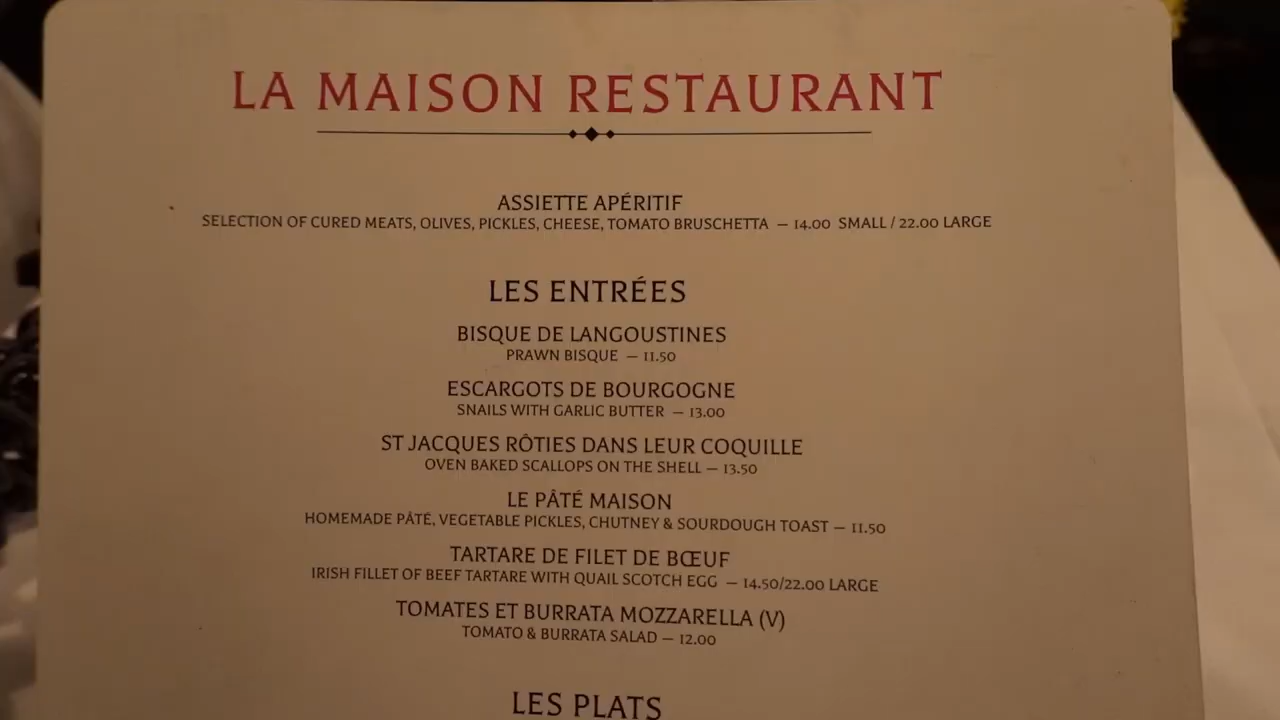 LA MAISON RESTAURANT
ASSIETTE APÉRITIF
SELECTION OF CURED MEATS, OLIVES, PICKLES, CHEESE, TOMATO BRUSCHETTA – 14.00 SMALL / 22.00 LARGE
LES ENTRÉES
BISQUE DE LANGOUSTINES
PRAWN BISQUE – 11.50
ESCARGOTS DE BOURGOGNE
SNAILS WITH GARLIC BUTTER – 13.00
ST JACQUES RÔTIES DANS LEUR COQUILLE
OVEN BAKED SCALLOPS ON THE SHELL – 13.50
LE PÂTÉ MAISON
HOMEMADE PÂTÉ, VEGETABLE PICKLES, CHUTNEY & SOURDOUGH TOAST – 11.50
TARTARE DE FILET DE BŒUF
IRISH FILLET OF BEEF TARTARE WITH QUAIL SCOTCH EGG – 14.50/22.00 LARGE
TOMATES ET BURRATA MOZZARELLA (V)
TOMATO & BURRATA SALAD – 12.00
LES PLATS